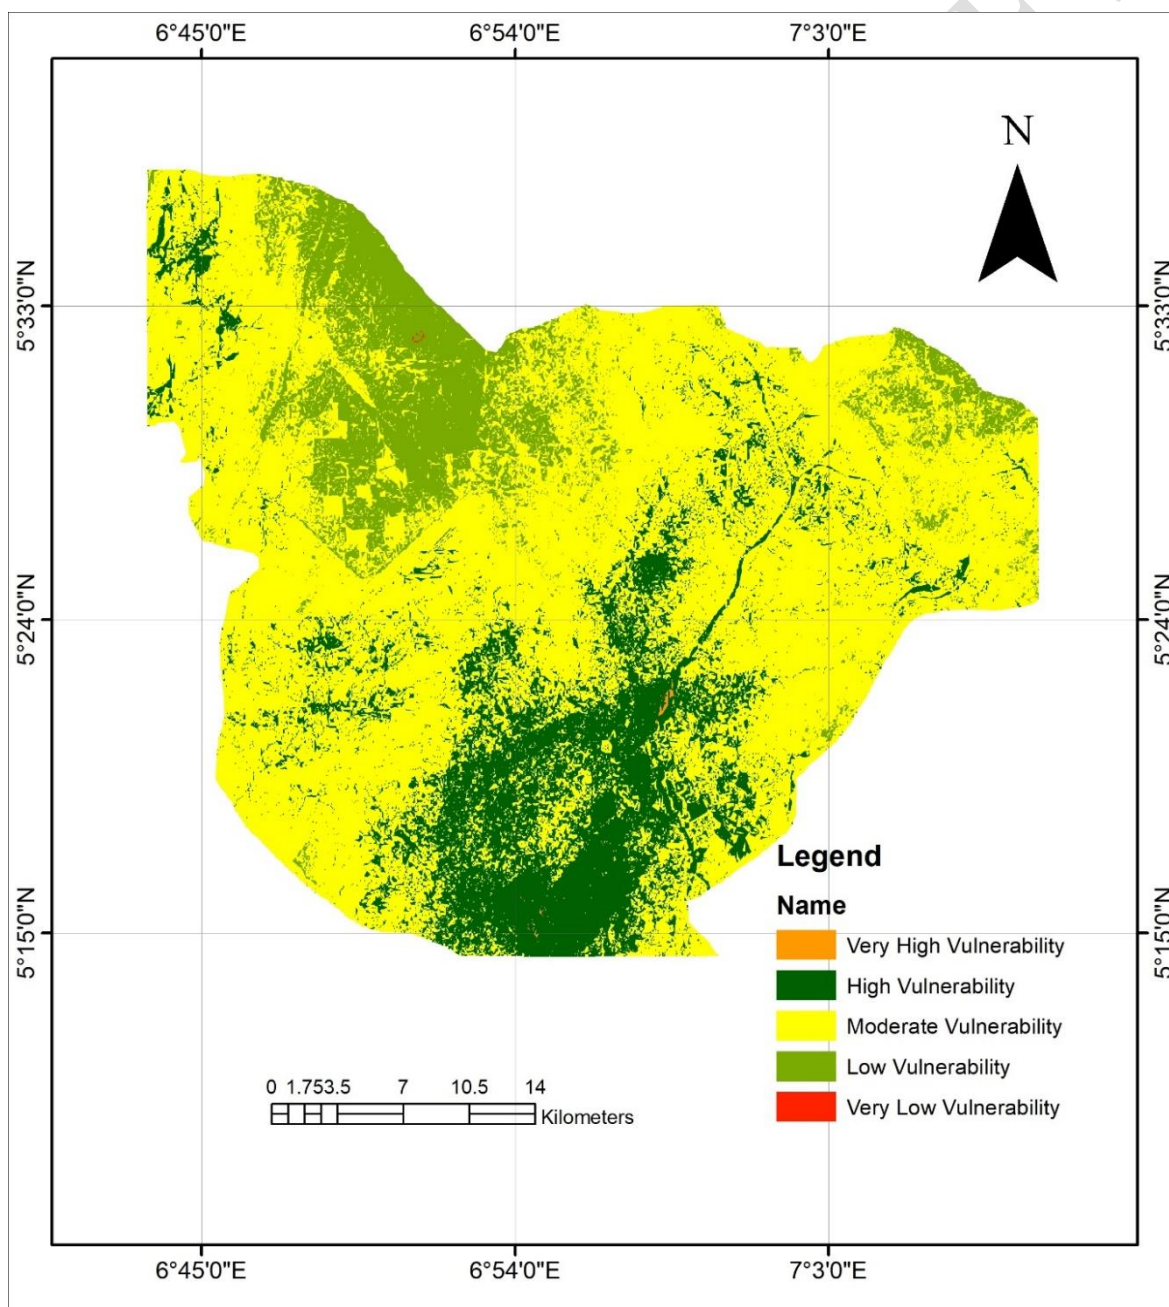 6°45'0"E 6°54'0"E 7°3'0"E
N
5°33'0"N 5°33'0"N
5°24'0"N 5°24'0"N
Legend
Name
5°15'0"N 5°15'0"N
Very High Vulnerability
High Vulnerability
Moderate Vulnerability
Low Vulnerability
Very Low Vulnerability
0 1.753.5 7 10.5 14
Kilometers
6°45'0"E 6°54'0"E 7°3'0"E